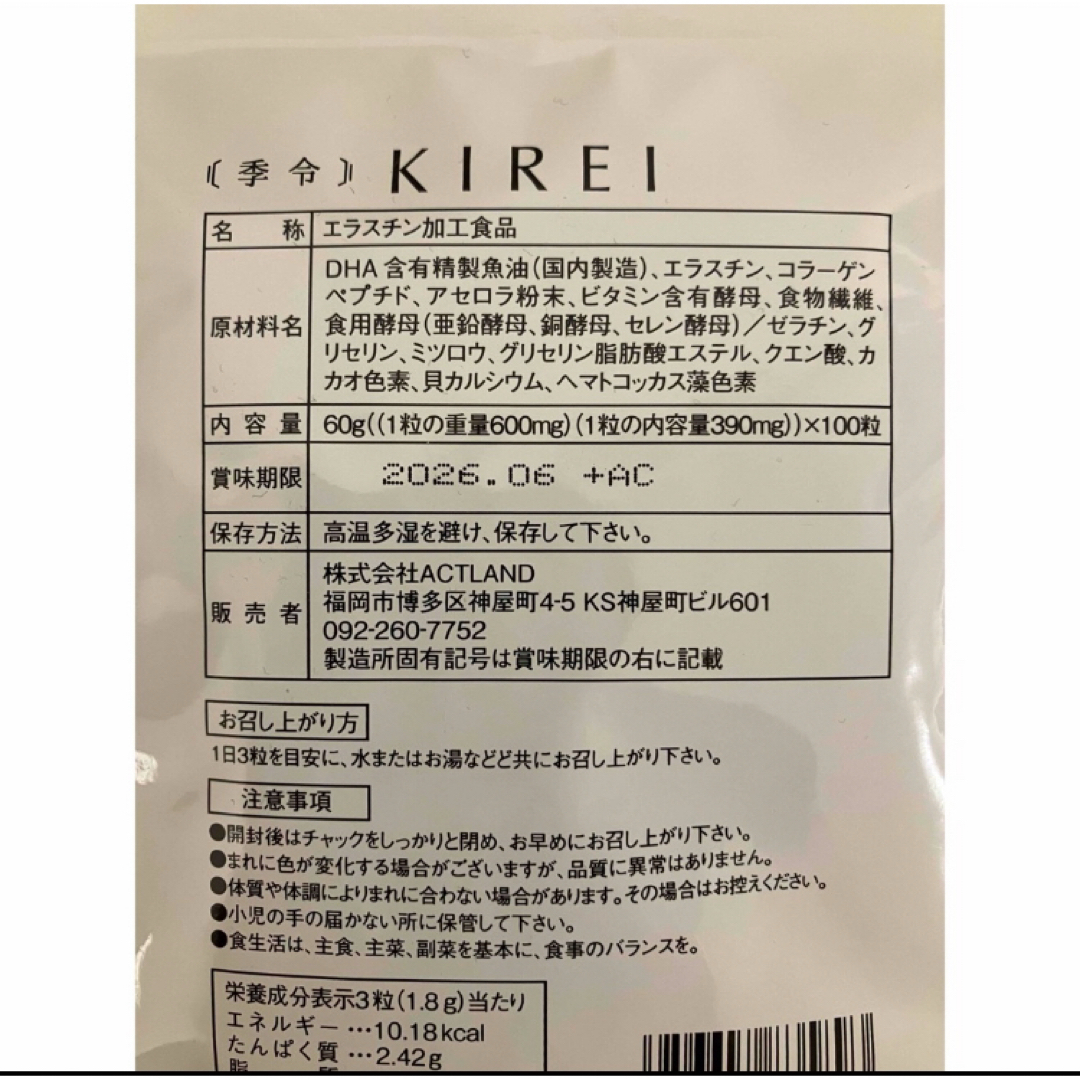 ⦅季令⦆ KIREI
名 称 エラスチン加工食品
原材料名 DHA含有精製魚油(国内製造)、エラスチン、コラーゲン
ペプチド、アセロラ粉末、ビタミン含有酵母、食物繊維、
食用酵母(亜鉛酵母、銅酵母、セレン酵母)/ゼラチン、グ
リセリン、ミツロウ、グリセリン脂肪酸エステル、クエン酸、カ
カオ色素、貝カルシウム、ヘマトコッカス藻色素
内容量 60g((1粒の重量600mg)(1粒の内容量390mg))×100粒
賞味期限 2026.06 +AC
保存方法 高温多湿を避け、保存して下さい。
販売者 株式会社ACTLAND
福岡市博多区神屋町4-5 KS神屋町ビル601
092-260-7752
製造所固有記号は賞味期限の右に記載
お召し上がり方
1日3粒を目安に、水またはお湯などど共にお召し上がり下さい。
注意事項
●開封後はチャックをしっかりと閉め、お早めにお召し上がり下さい。
●まれに色が変化する場合がございますが、品質に異常はありません。
●体質や体調によりまれに合わない場合があります。その場合はお控えください。
●小児の手の届かない所に保管して下さい。
●食生活は、主食、主菜、副菜を基本に、食事のバランスを。
栄養成分表示3粒(1.8g)当たり
エネルギー …10.18kcal
たんぱく質 …2.42g